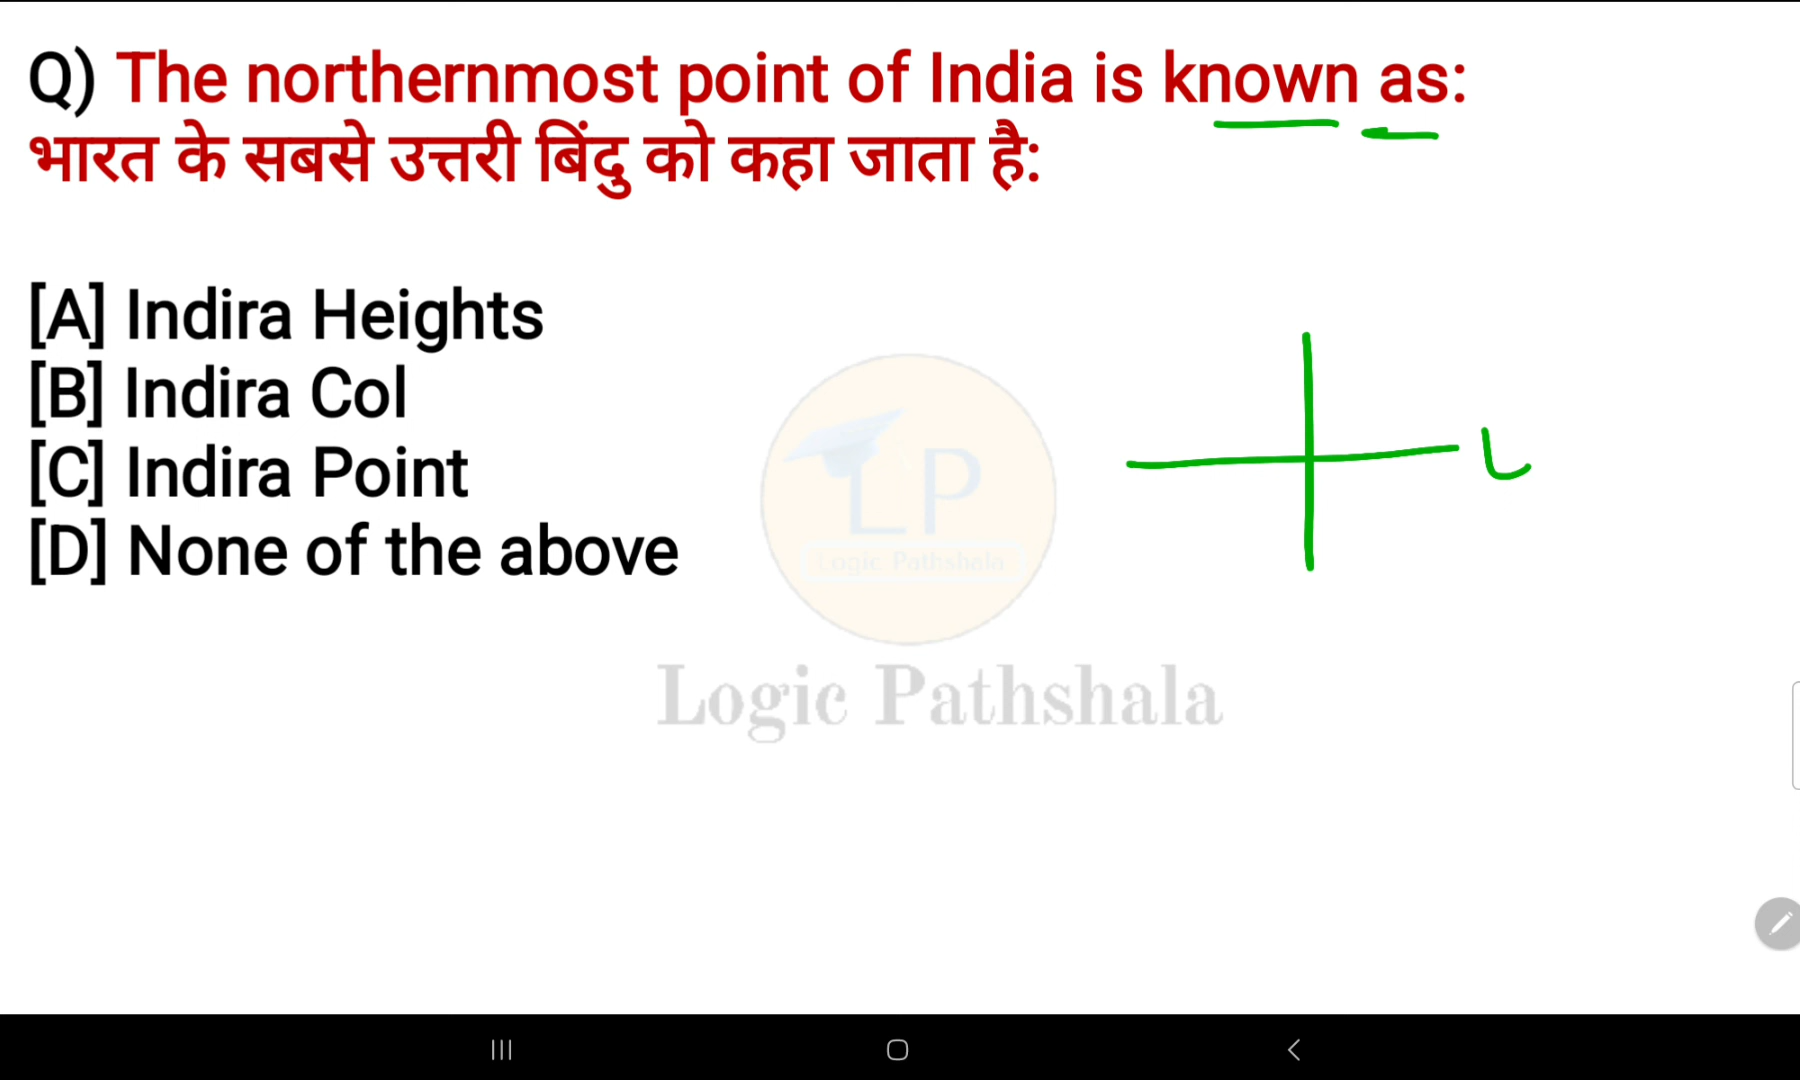 Q) The northernmost point of India is known as:
भारत के सबसे उत्तरी बिंदु को कहा जाता है:
[A] Indira Heights
[B] Indira Col
[C] Indira Point
[D] None of the above
LP
Logic Pathshala
Logic Pathshala